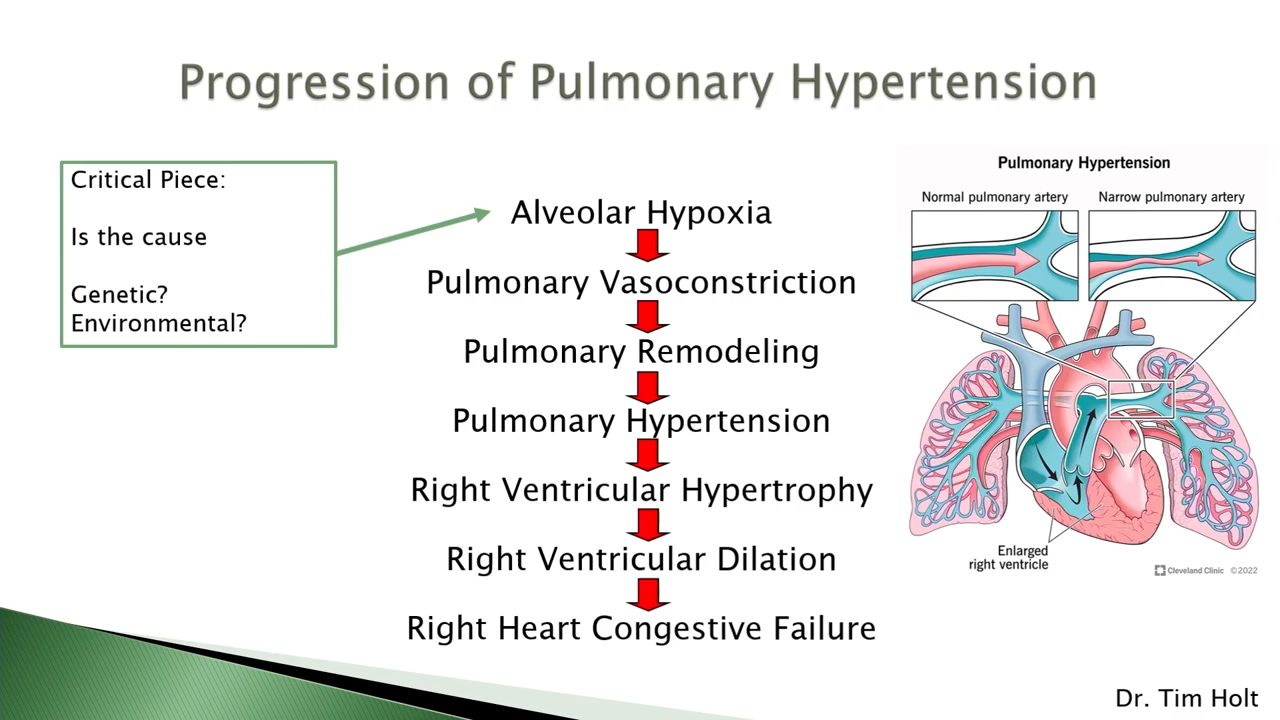 Progression of Pulmonary Hypertension
Critical Piece:
Is the cause
Genetic?
Environmental?
Alveolar Hypoxia
Pulmonary Vasoconstriction
Pulmonary Remodeling
Pulmonary Hypertension
Right Ventricular Hypertrophy
Right Ventricular Dilation
Right Heart Congestive Failure
Pulmonary Hypertension
Normal pulmonary artery
Narrow pulmonary artery
Enlarged
right ventricle
Cleveland Clinic ©2022
Dr. Tim Holt